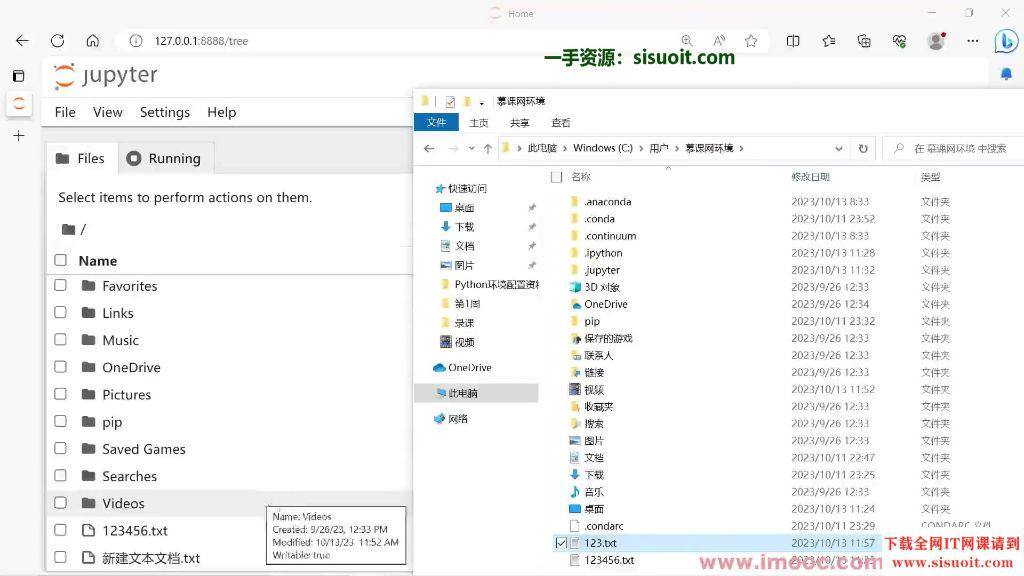 Home
127.0.0.1:8888/tree
一手资源：sisuoit.com
jupyter
File View Settings Help
Files Running
Select items to perform actions on them.
/
Name
Favorites
Links
Music
OneDrive
Pictures
pip
Saved Games
Searches
Videos
123456.txt
新建文本文档.txt
Name: Videos
Created: 9/26/23, 12:33 PM
Modified: 10/13/23, 11:52 AM
Writable: true
慕课网环境
文件 主页 共享 查看
此电脑 Windows (C:) 用户 慕课网环境
在 慕课网环境 中搜索
快速访问
桌面
下载
文档
图片
Python环境配置资料
第1周
录课
视频
OneDrive
此电脑
网络
名称 修改日期 类型
.anaconda 2023/10/13 8:33 文件夹
.conda 2023/10/11 23:52 文件夹
.continuum 2023/10/13 8:33 文件夹
.ipython 2023/10/13 11:28 文件夹
.jupyter 2023/10/13 11:32 文件夹
3D 对象 2023/9/26 12:33 文件夹
OneDrive 2023/9/26 12:34 文件夹
pip 2023/10/11 23:32 文件夹
保存的游戏 2023/9/26 12:33 文件夹
联系人 2023/9/26 12:33 文件夹
链接 2023/9/26 12:33 文件夹
视频 2023/10/13 11:52 文件夹
收藏夹 2023/9/26 12:33 文件夹
搜索 2023/9/26 12:33 文件夹
图片 2023/9/26 12:33 文件夹
文档 2023/10/11 22:47 文件夹
下载 2023/10/11 23:25 文件夹
音乐 2023/9/26 12:33 文件夹
桌面 2023/10/13 11:24 文件夹
.condarc 2023/10/11 23:29 CONDARC 文件
123.txt 2023/10/13 11:57
123456.txt
www.imooc.com
下载全网IT网课请到
www.sisuoit.com